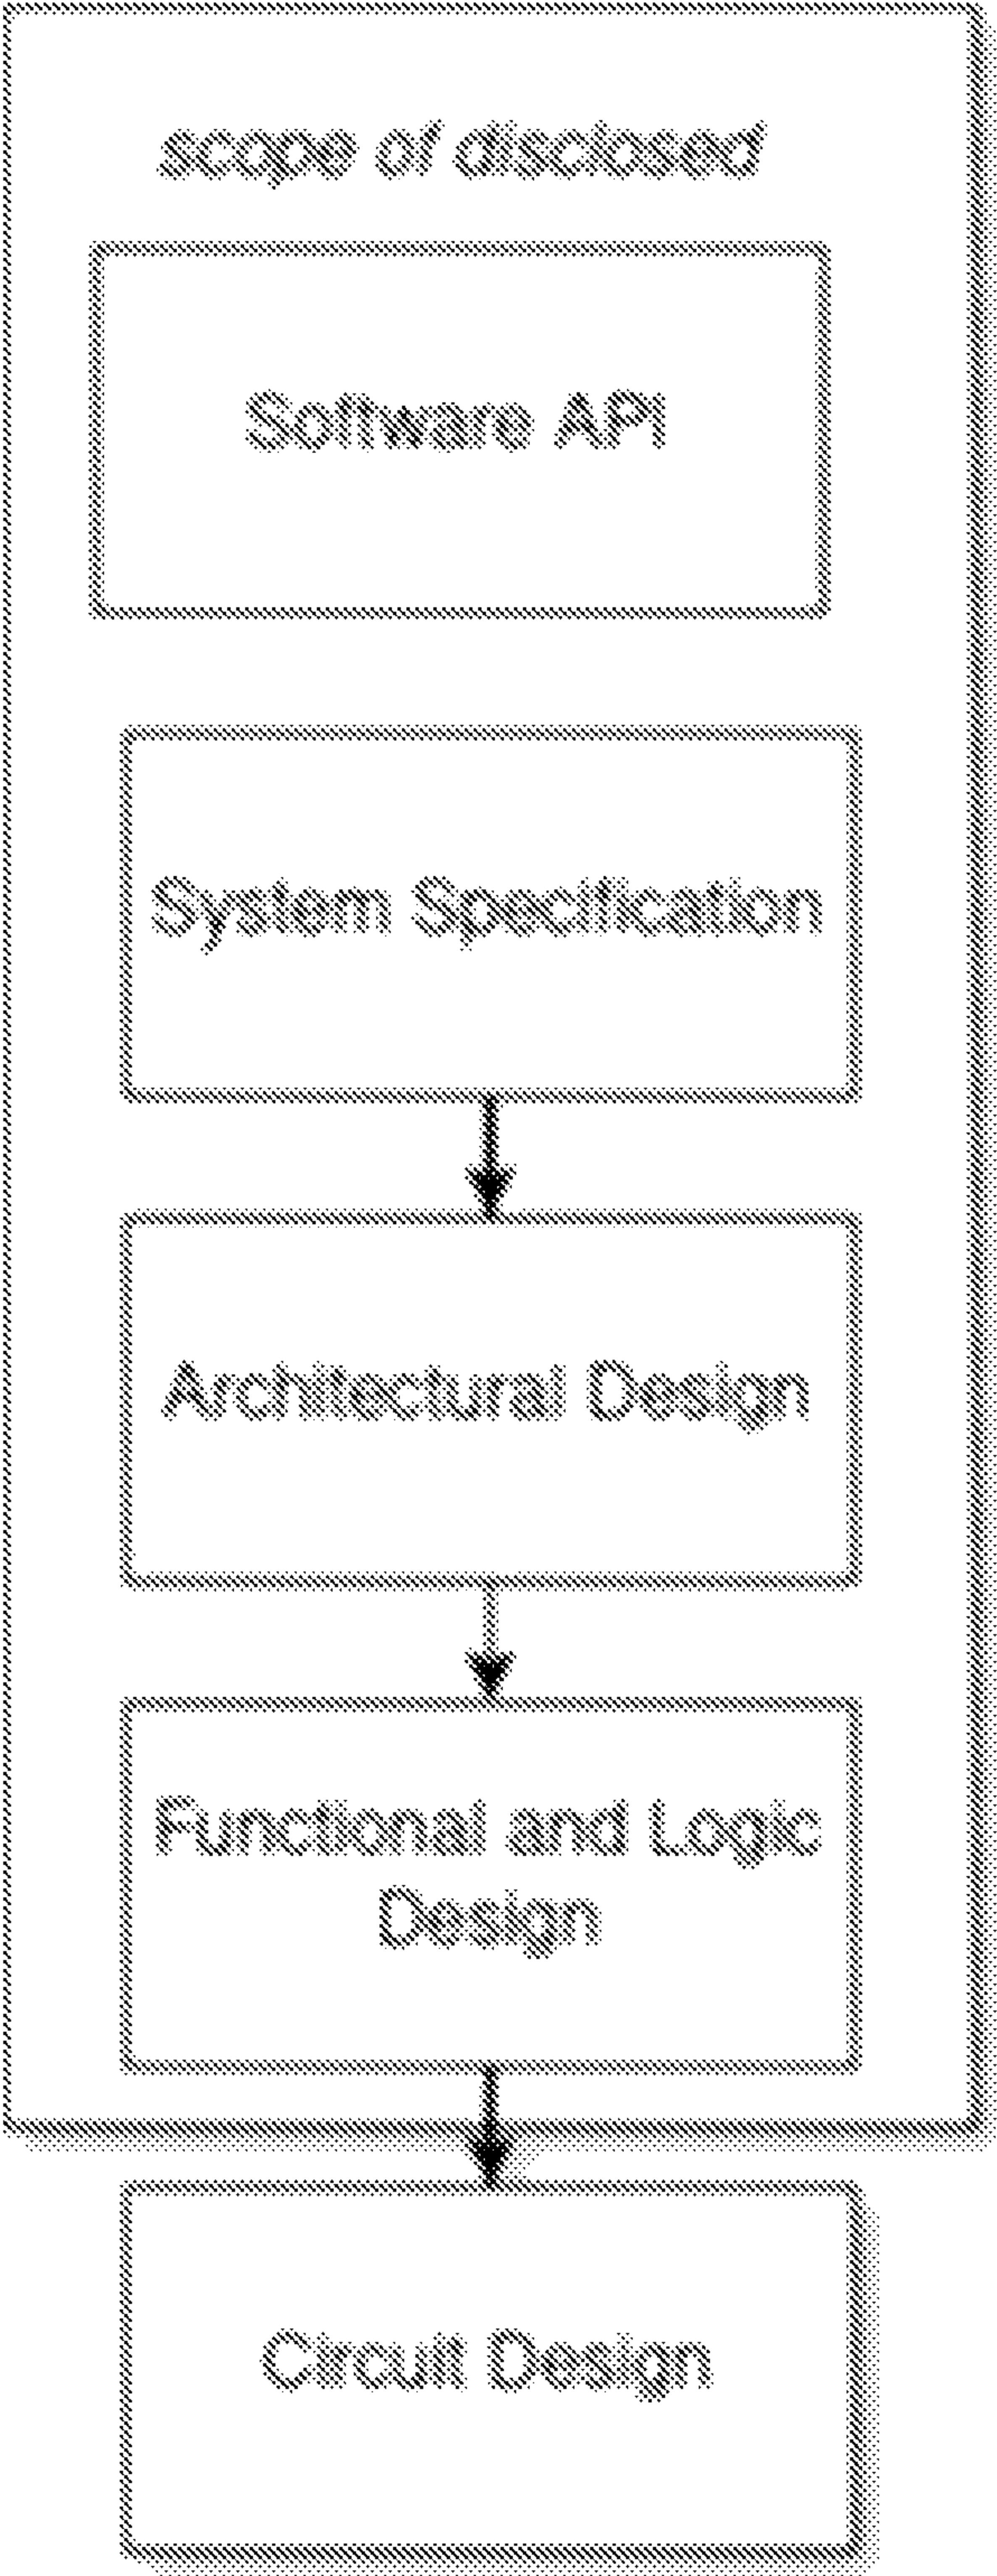 scope of disclosed
Software API
System Specification
Architectural Design
Functional and Logic
Design
Circuit Design